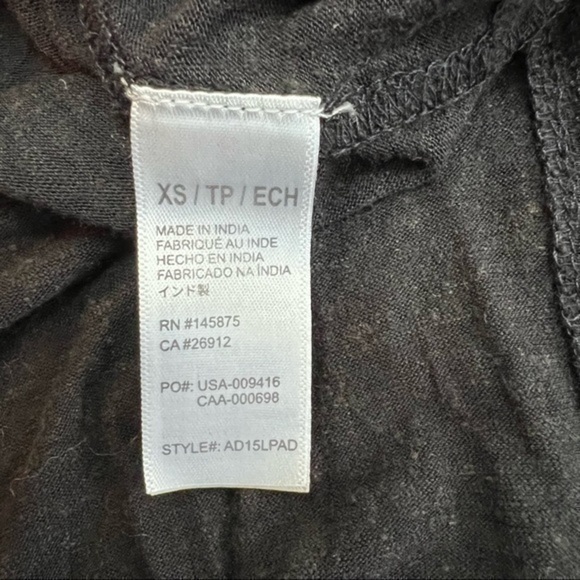 XS / TP / ECH
MADE IN INDIA
FABRIQUÉ AU INDE
HECHO EN INDIA
FABRICADO NA ÍNDIA
インド製
RN #145875
CA #26912
PO#: USA-009416
CAA-000698
STYLE#: AD15LPAD